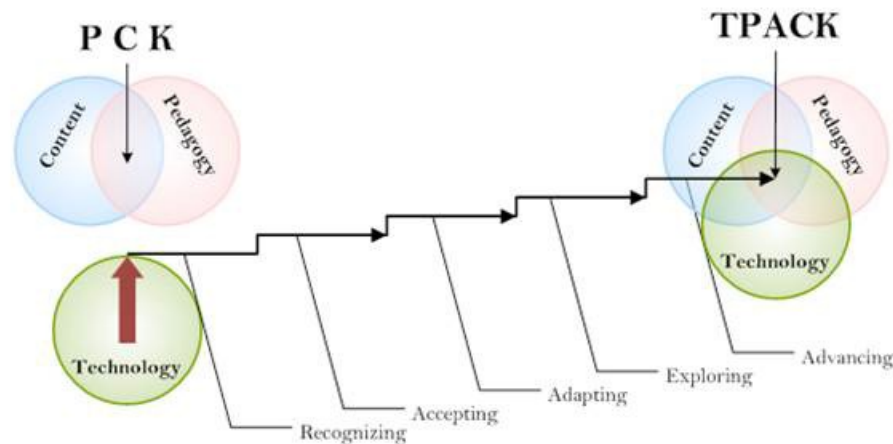 P C K
Content
Pedagogy
Technology
Recognizing
Accepting
Adapting
Exploring
Advancing
TPACK
Content
Pedagogy
Technology